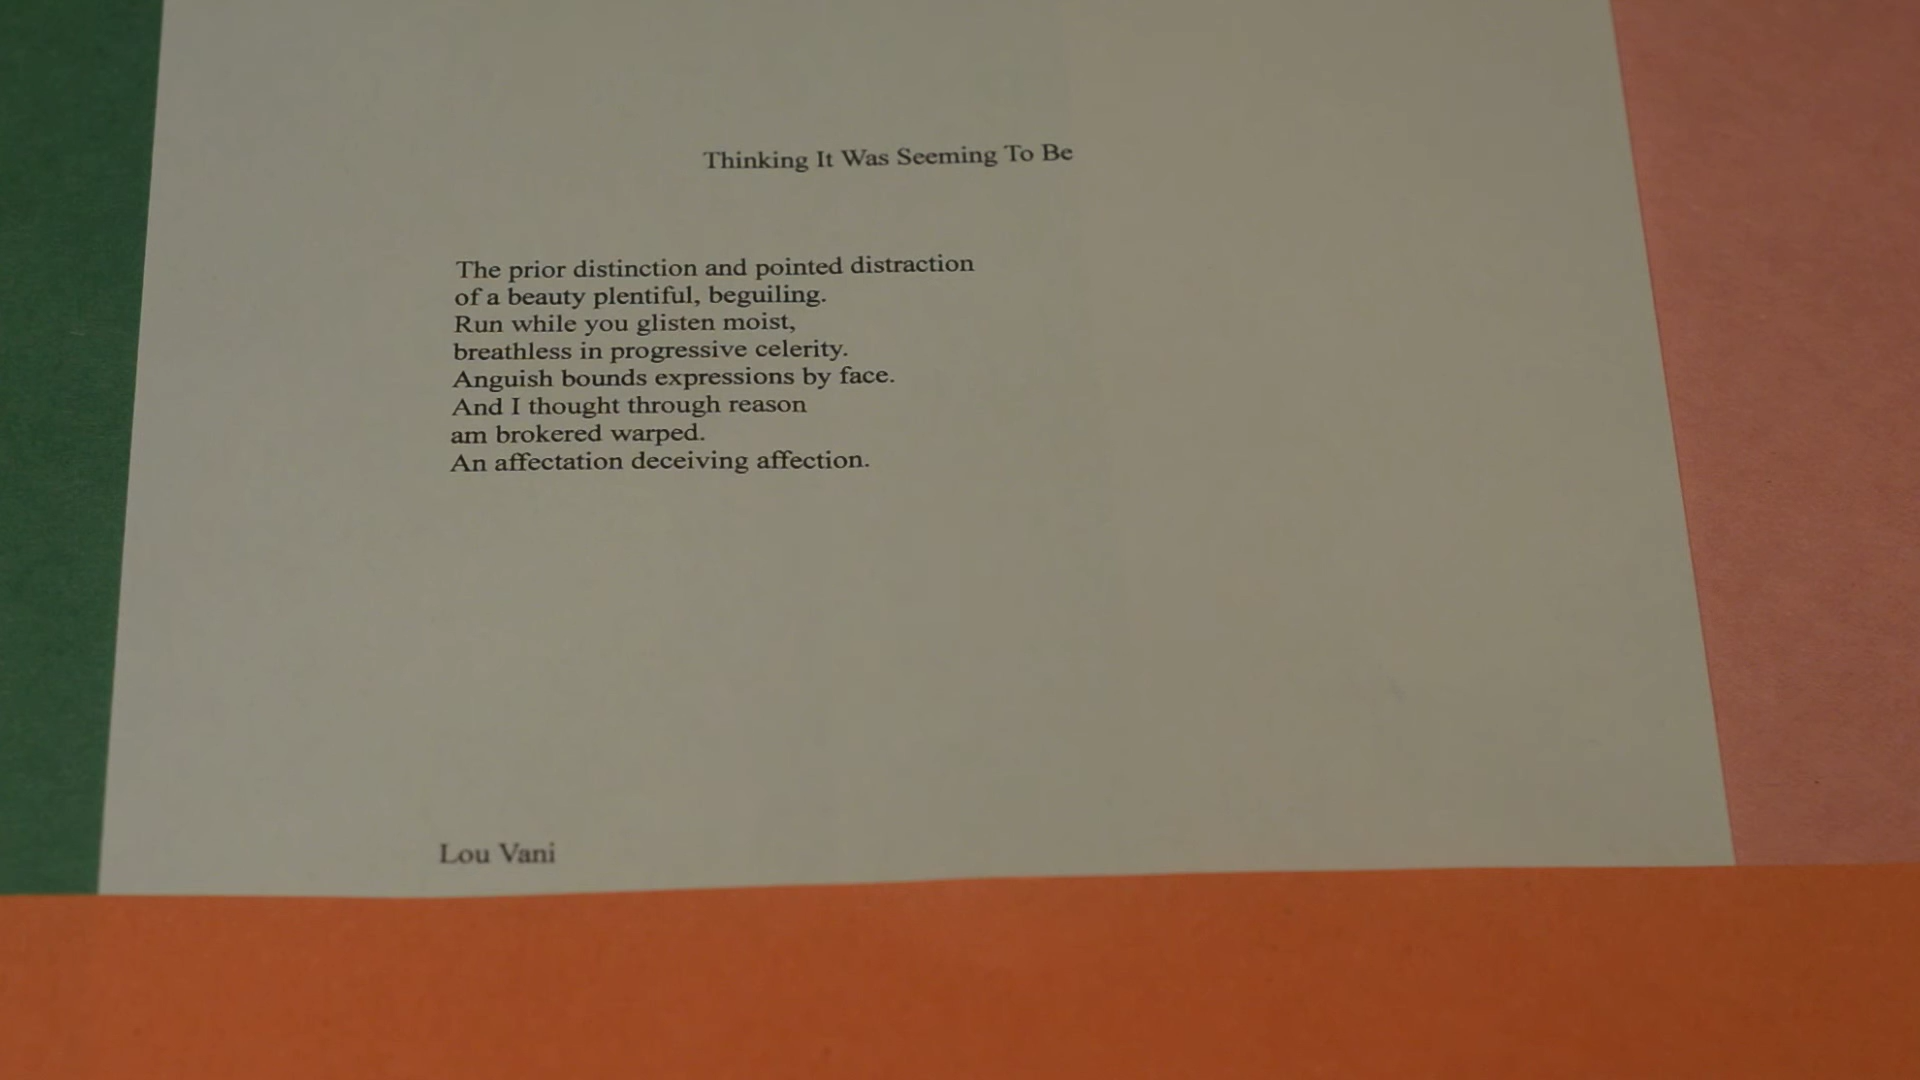 Thinking It Was Seeming To Be
The prior distinction and pointed distraction
of a beauty plentiful, beguiling.
Run while you glisten moist,
breathless in progressive celerity.
Anguish bounds expressions by face.
And I thought through reason
am brokered warped.
An affectation deceiving affection.
Lou Vani